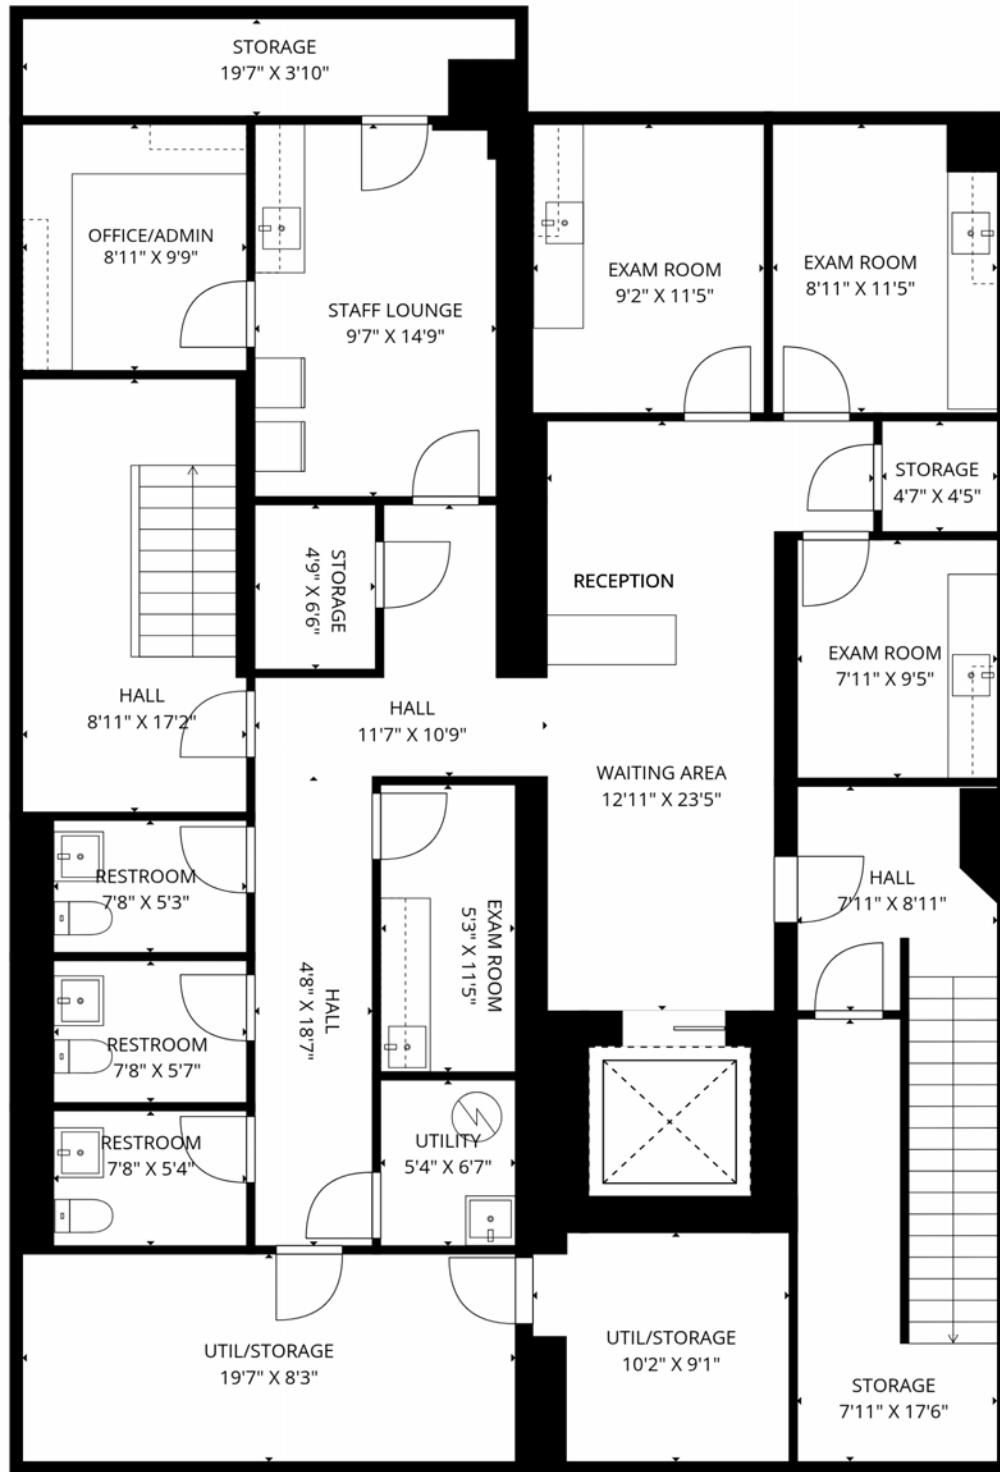 STORAGE
19'7" X 3'10"
OFFICE/ADMIN
8'11" X 9'9"
STAFF LOUNGE
9'7" X 14'9"
EXAM ROOM
9'2" X 11'5"
EXAM ROOM
8'11" X 11'5"
STORAGE
4'7" X 4'5"
STORAGE
4'9" X 6'6"
RECEPTION
EXAM ROOM
7'11" X 9'5"
HALL
8'11" X 17'2"
HALL
11'7" X 10'9"
WAITING AREA
12'11" X 23'5"
RESTROOM
7'8" X 5'3"
HALL
7'11" X 8'11"
EXAM ROOM
5'3" X 11'5"
HALL
4'8" X 18'7"
RESTROOM
7'8" X 5'7"
RESTROOM
7'8" X 5'4"
UTILITY
5'4" X 6'7"
UTIL/STORAGE
19'7" X 8'3"
UTIL/STORAGE
10'2" X 9'1"
STORAGE
7'11" X 17'6"